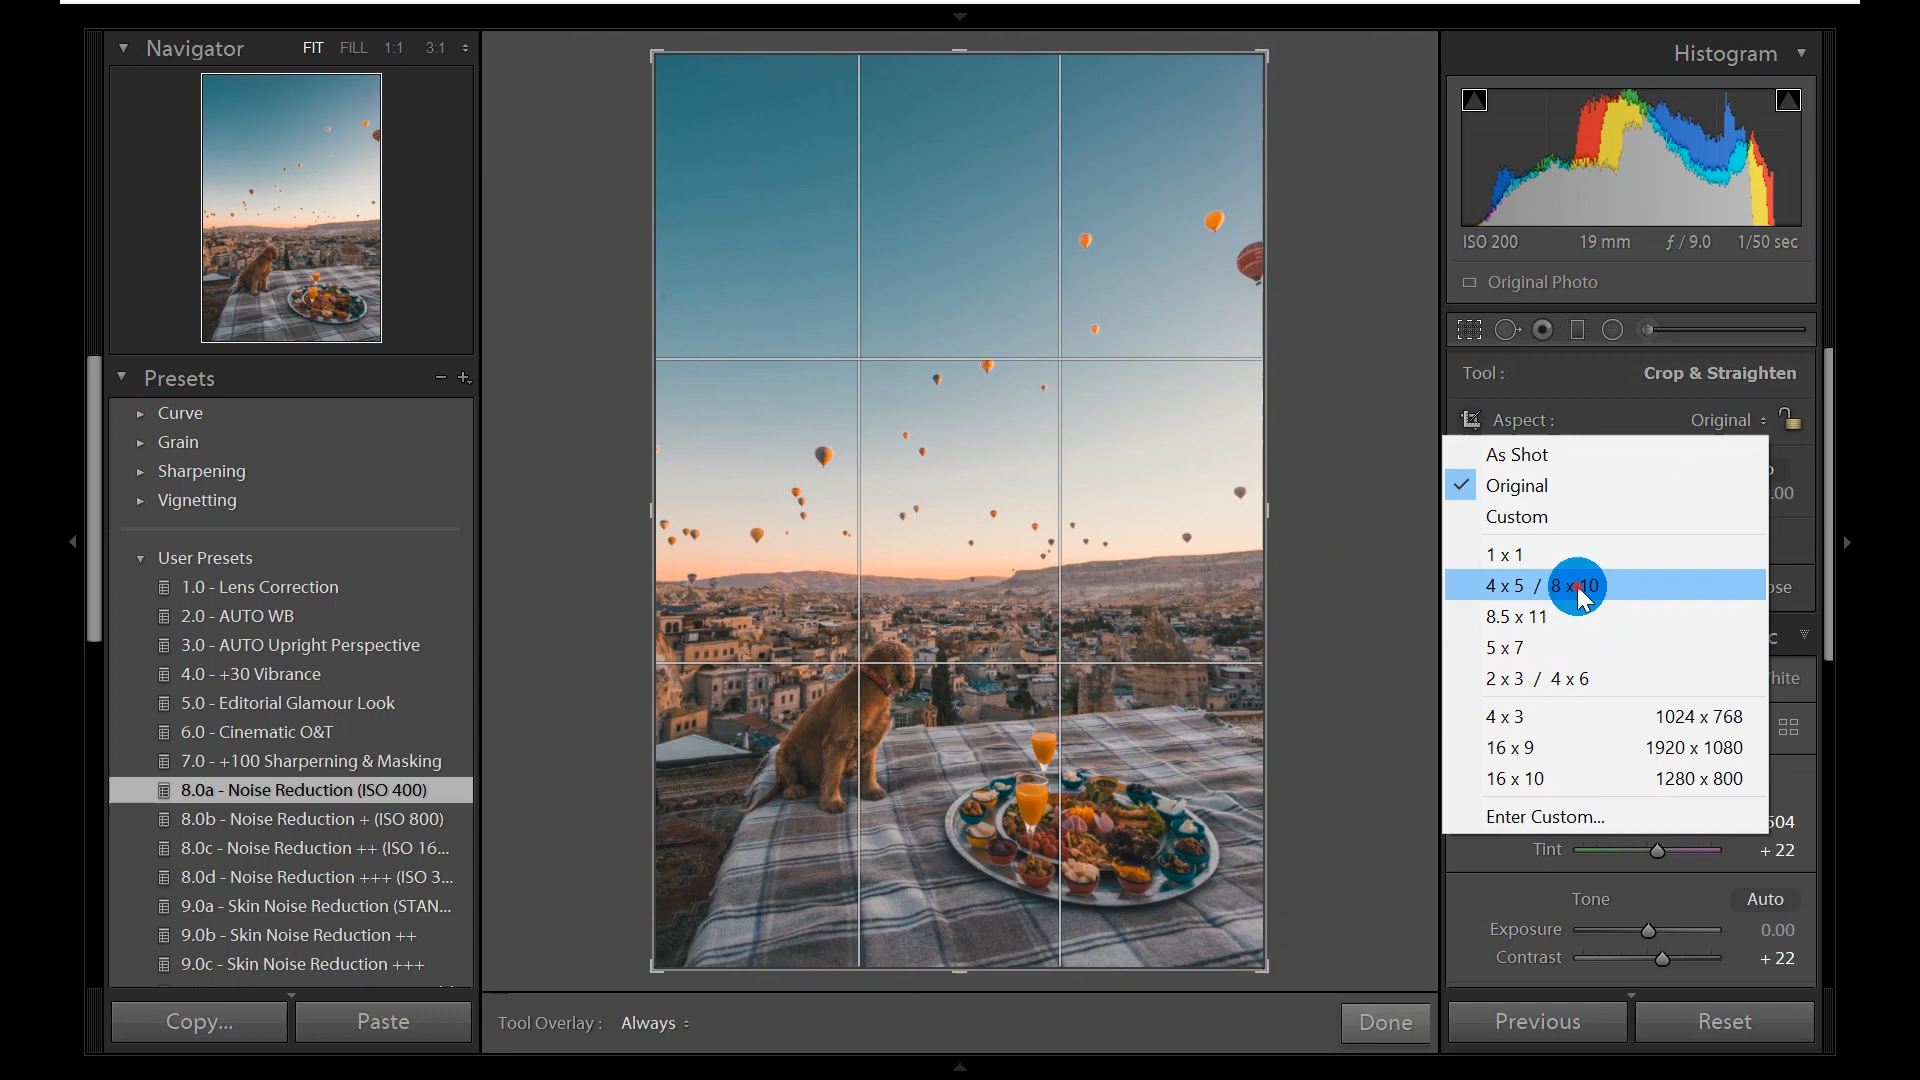 Navigator
FIT FILL 1:1 3:1
Presets
Curve
Grain
Sharpening
Vignetting
User Presets
1.0 - Lens Correction
2.0 - AUTO WB
3.0 - AUTO Upright Perspective
4.0 - +30 Vibrance
5.0 - Editorial Glamour Look
6.0 - Cinematic O&T
7.0 - +100 Sharperning & Masking
8.0a - Noise Reduction (ISO 400)
8.0b - Noise Reduction + (ISO 800)
8.0c - Noise Reduction ++ (ISO 16...
8.0d - Noise Reduction +++ (ISO 3...
9.0a - Skin Noise Reduction (STAN...
9.0b - Skin Noise Reduction ++
9.0c - Skin Noise Reduction +++
Copy...
Paste
Tool Overlay : Always
Done
Histogram
ISO 200 19 mm ƒ / 9.0 1/50 sec
Original Photo
Tool : Crop & Straighten
Aspect : Original
As Shot
Original
Custom
1 x 1
4 x 5 / 8 x 10
8.5 x 11
5 x 7
2 x 3 / 4 x 6
4 x 3 1024 x 768
16 x 9 1920 x 1080
16 x 10 1280 x 800
Enter Custom...
Tint + 22
Tone Auto
Exposure 0.00
Contrast + 22
Previous
Reset